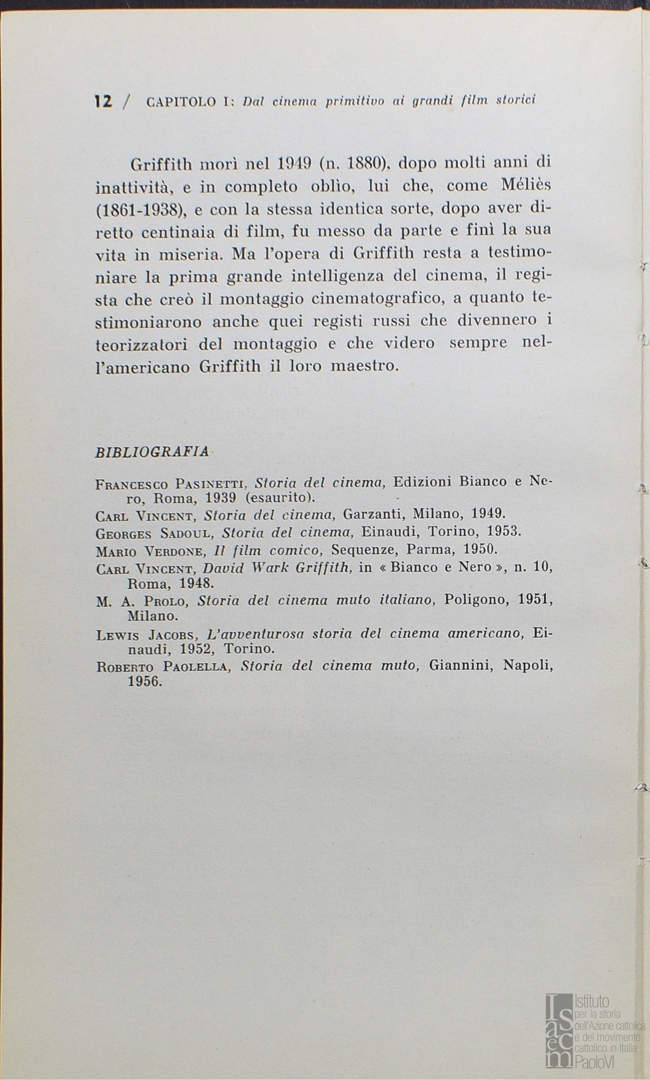 12 / CAPITOLO I: Dal cinema primitivo ai grandi film storici
Griffith morì nel 1949 (n. 1880), dopo molti anni di
inattività, e in completo oblìo, lui che, come Méliès
(1861-1938), e con la stessa identica sorte, dopo aver di-
retto centinaia di film, fu messo da parte e finì la sua
vita in miseria. Ma l'opera di Griffith resta a testimo-
niare la prima grande intelligenza del cinema, il regi-
sta che creò il montaggio cinematografico, a quanto te-
stimoniarono anche quei registi russi che divennero i
teorizzatori del montaggio e che videro sempre nel-
l'americano Griffith il loro maestro.
BIBLIOGRAFIA
FRANCESCO PASINETTI, Storia del cinema, Edizioni Bianco e Ne-
ro, Roma, 1939 (esaurito).
CARL VINCENT, Storia del cinema, Garzanti, Milano, 1949.
GEORGES SADOUL, Storia del cinema, Einaudi, Torino, 1953.
MARIO VERDONE, Il film comico, Sequenze, Parma, 1950.
CARL VINCENT, David Wark Griffith, in « Bianco e Nero », n. 10,
Roma, 1948.
M. A. PROLO, Storia del cinema muto italiano, Poligono, 1951,
Milano.
LEWIS JACOBS, L'avventurosa storia del cinema americano, Ei-
naudi, 1952, Torino.
ROBERTO PAOLELLA, Storia del cinema muto, Giannini, Napoli,
1956.
Isacem
Istituto
per la storia
dell'Azione cattolica
e del movimento
cattolico in Italia
PaoloVI